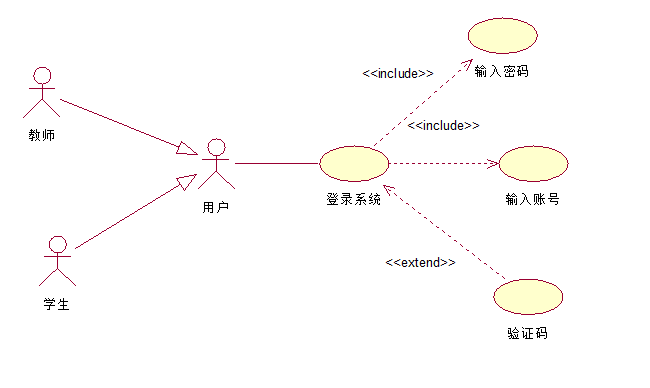 输入密码
<<include>>
<<include>>
教师
用户
登录系统
输入账号
<<extend>>
学生
验证码